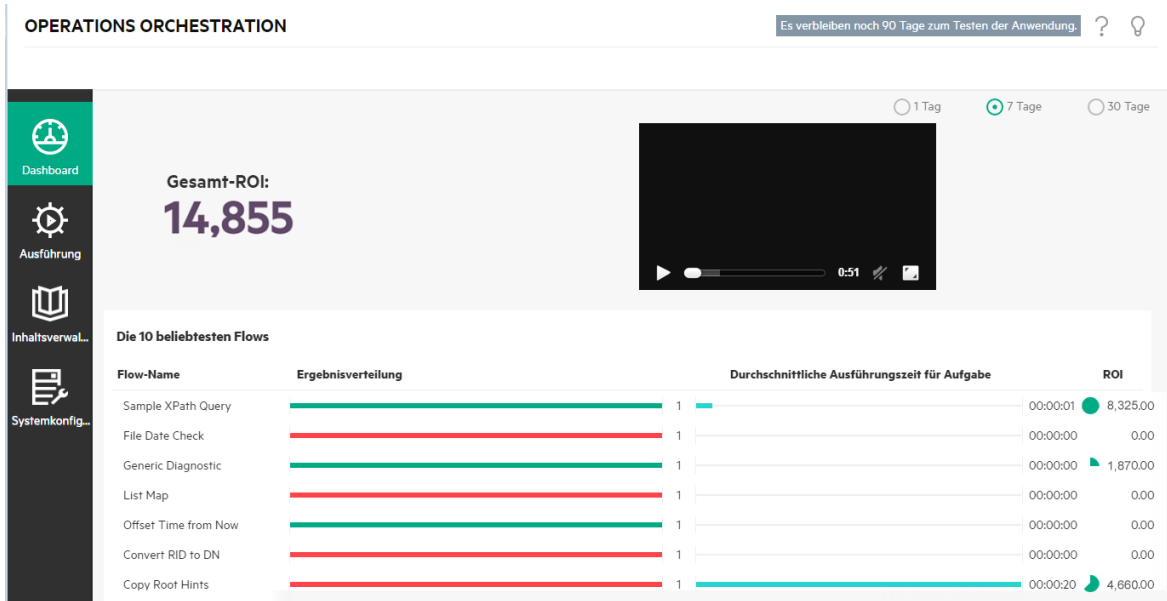 OPERATIONS ORCHESTRATION
Es verbleiben noch 90 Tage zum Testen der Anwendung.
1 Tag 7 Tage 30 Tage
Dashboard
Ausführung
Inhaltsverwal...
Systemkonfig...
Gesamt-ROI:
14,855
0:51
Die 10 beliebtesten Flows
Flow-Name Ergebnisverteilung Durchschnittliche Ausführungszeit für Aufgabe ROI
Sample XPath Query 1 00:00:01 8,325.00
File Date Check 1 00:00:00 0.00
Generic Diagnostic 1 00:00:00 1,870.00
List Map 1 00:00:00 0.00
Offset Time from Now 1 00:00:00 0.00
Convert RID to DN 1 00:00:00 0.00
Copy Root Hints 1 00:00:20 4,660.00